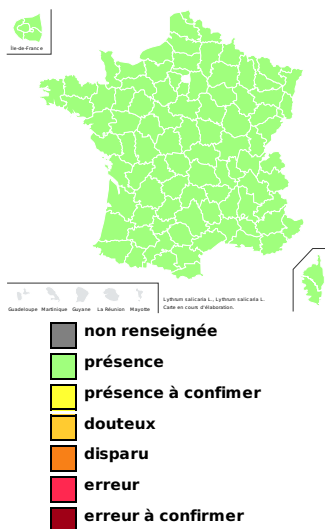 Île-de-France
Lythrum salicaria L., Lythrum salicaria L.
Carte en cours d'élaboration.
Guadeloupe Martinique Guyane La Réunion Mayotte
non renseignée
présence
présence à confimer
douteux
disparu
erreur
erreur à confirmer